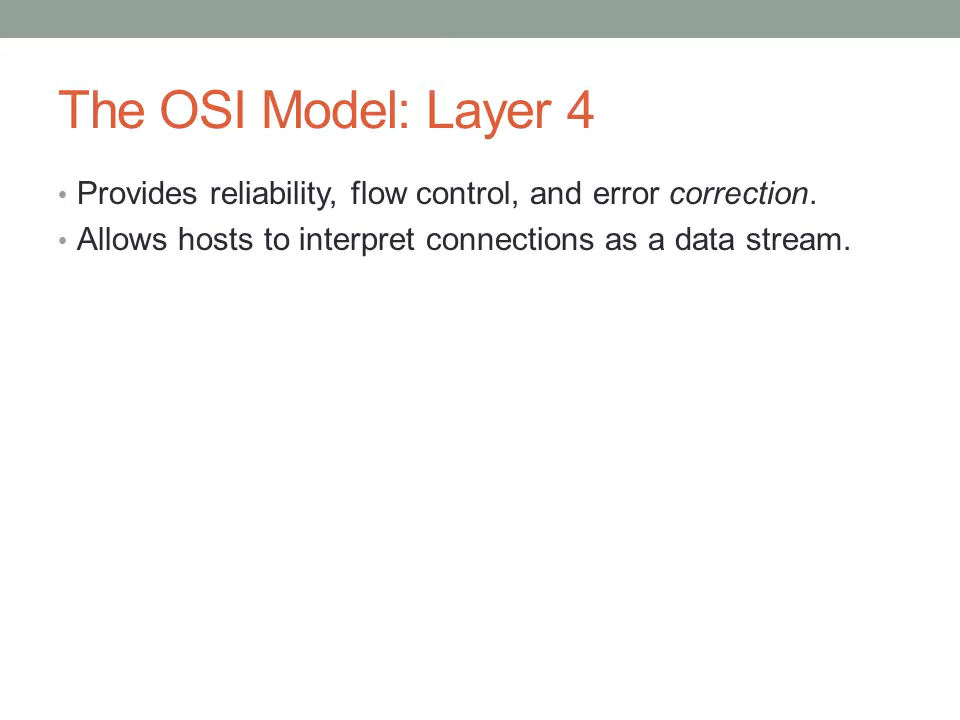 The OSI Model: Layer 4
• Provides reliability, flow control, and error correction.
• Allows hosts to interpret connections as a data stream.